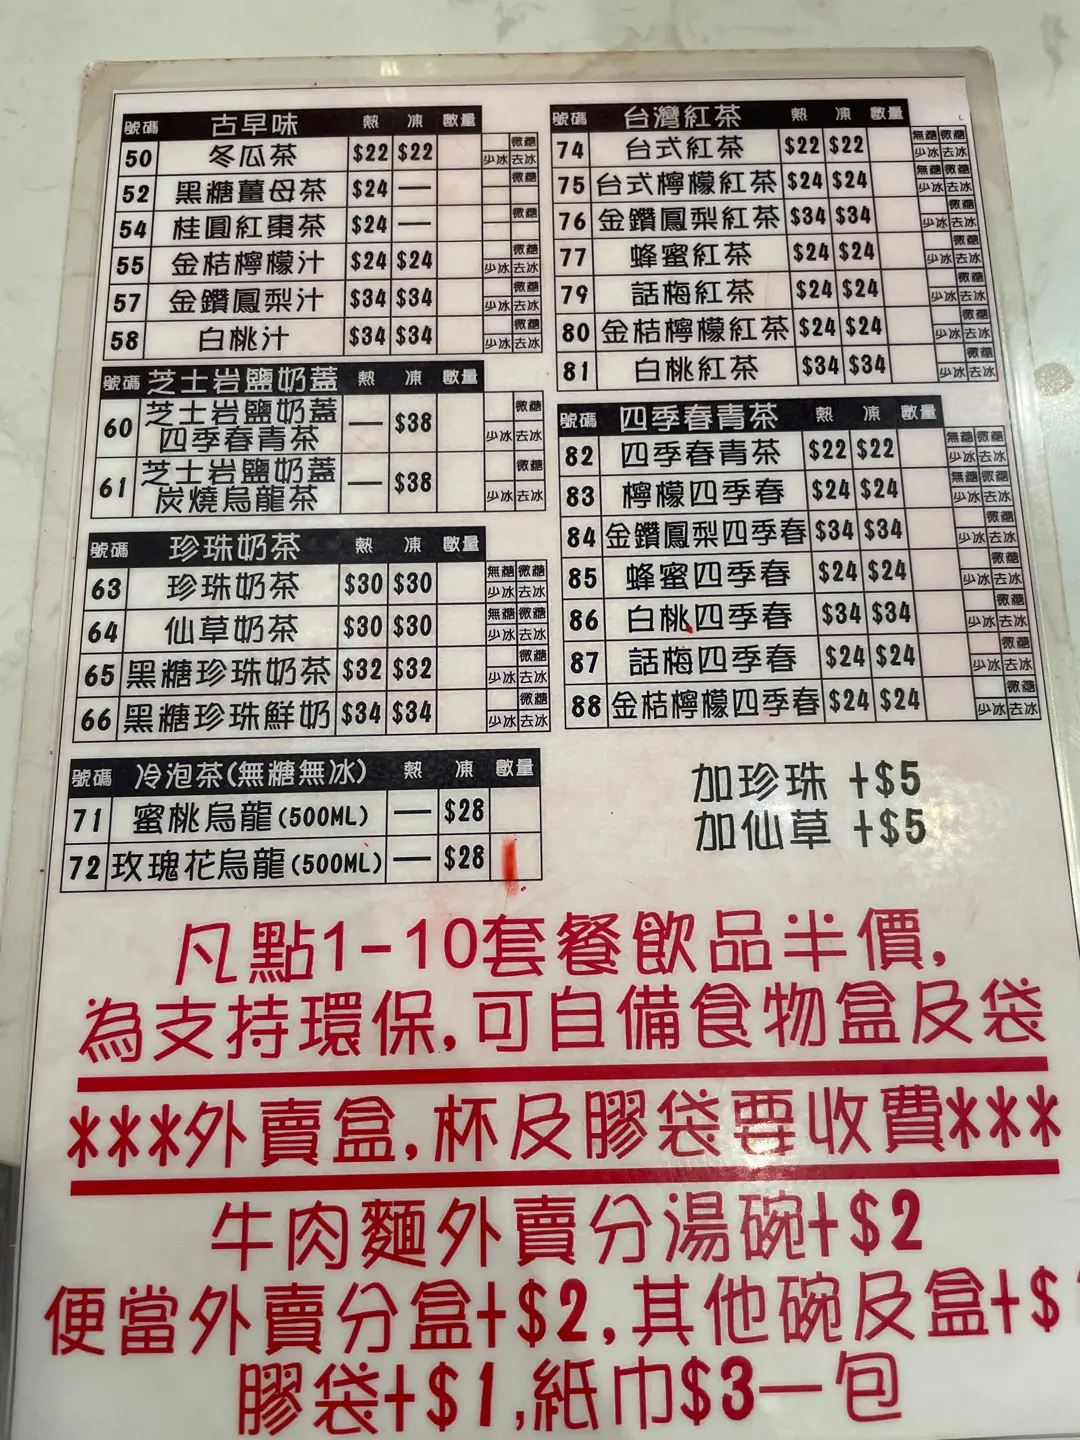 號碼 古早味 熱 凍 數量
50 冬瓜茶 $22 $22 微糖 少冰 去冰
52 黑糖薑母茶 $24 — 微糖
54 桂圓紅棗茶 $24 — 微糖
55 金桔檸檬汁 $24 $24 微糖 少冰 去冰
57 金鑽鳳梨汁 $34 $34 微糖 少冰 去冰
58 白桃汁 $34 $34 微糖 少冰 去冰
號碼 芝士岩鹽奶蓋 熱 凍 數量
60 芝士岩鹽奶蓋 — $38 微糖
四季春青茶 少冰 去冰
61 芝士岩鹽奶蓋 — $38 微糖
炭燒烏龍茶 少冰 去冰
號碼 珍珠奶茶 熱 凍 數量
63 珍珠奶茶 $30 $30 無糖 微糖 少冰 去冰
64 仙草奶茶 $30 $30 無糖 微糖 少冰 去冰
65 黑糖珍珠奶茶 $32 $32 微糖 少冰 去冰
66 黑糖珍珠鮮奶 $34 $34 微糖 少冰 去冰
號碼 冷泡茶(無糖無冰) 熱 凍 數量
71 蜜桃烏龍(500ML) — $28
72 玫瑰花烏龍(500ML) — $28
號碼 台灣紅茶 熱 凍 數量
74 台式紅茶 $22 $22 無糖 微糖 少冰 去冰
75 台式檸檬紅茶 $24 $24 無糖 微糖 少冰 去冰
76 金鑽鳳梨紅茶 $34 $34 微糖 少冰 去冰
77 蜂蜜紅茶 $24 $24 微糖 少冰 去冰
79 話梅紅茶 $24 $24 微糖 少冰 去冰
80 金桔檸檬紅茶 $24 $24 微糖 少冰 去冰
81 白桃紅茶 $34 $34 微糖 少冰 去冰
號碼 四季春青茶 熱 凍 數量
82 四季春青茶 $22 $22 無糖 微糖 少冰 去冰
83 檸檬四季春 $24 $24 無糖 微糖 少冰 去冰
84 金鑽鳳梨四季春 $34 $34 微糖 少冰 去冰
85 蜂蜜四季春 $24 $24 微糖 少冰 去冰
86 白桃四季春 $34 $34 微糖 少冰 去冰
87 話梅四季春 $24 $24 微糖 少冰 去冰
88 金桔檸檬四季春 $24 $24 微糖 少冰 去冰
加珍珠 +$5
加仙草 +$5
凡點1-10套餐飲品半價,
為支持環保,可自備食物盒及袋
***外賣盒,杯及膠袋要收費***
牛肉麵外賣分湯碗+$2
便當外賣分盒+$2,其他碗及盒+$
膠袋+$1,紙巾$3一包